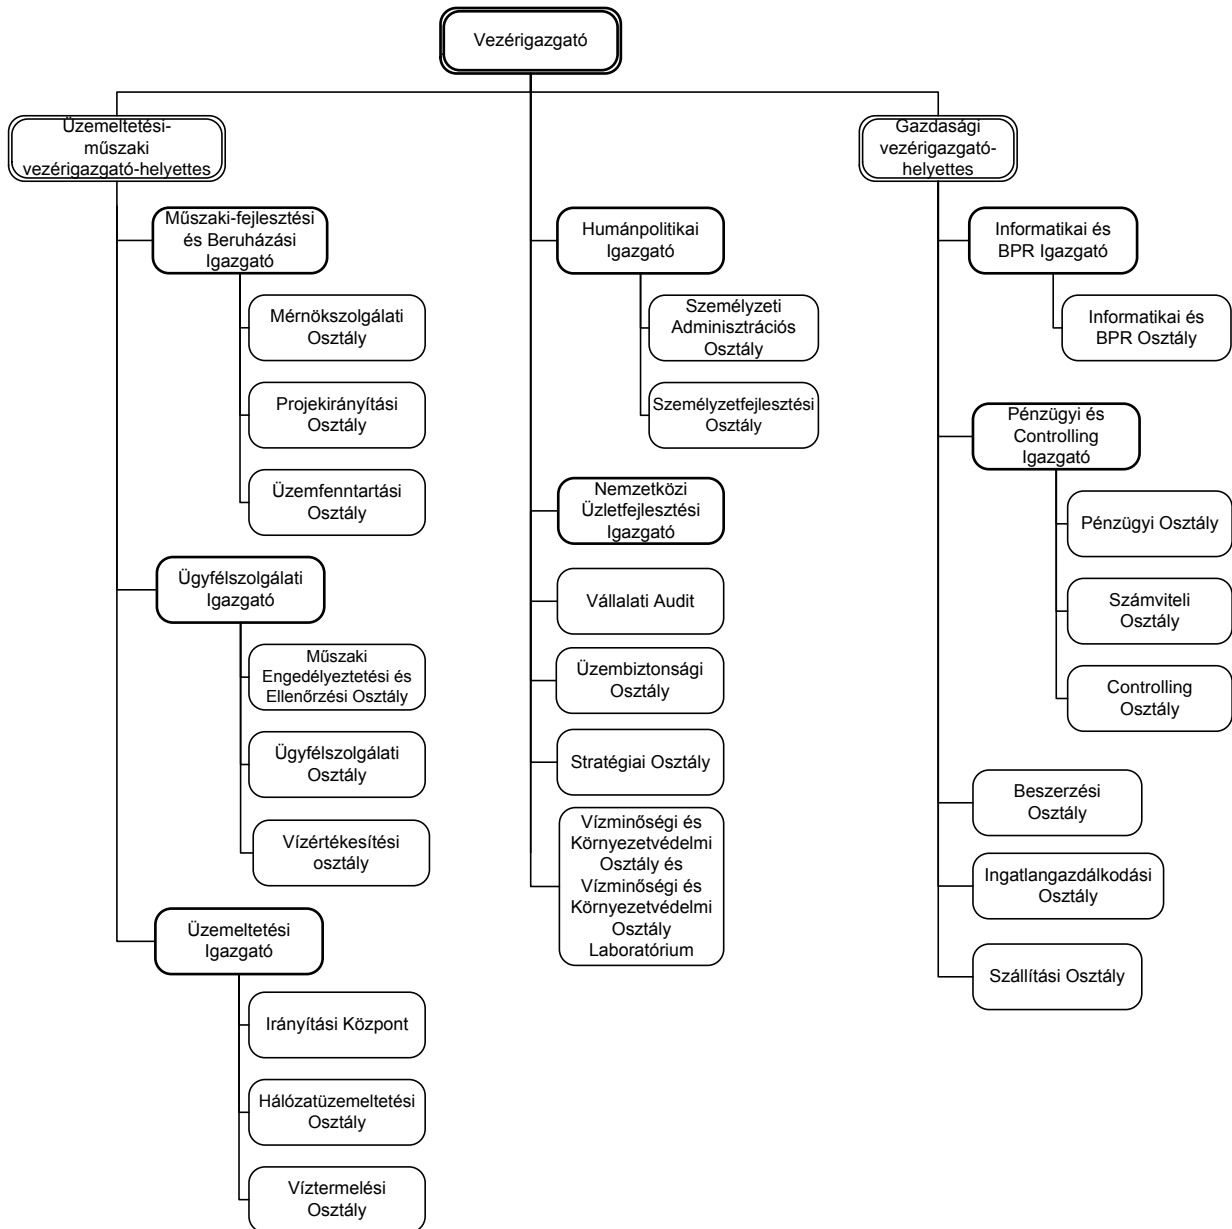 Vezérigazgató
Üzemeltetési-
műszaki
vezérigazgató-helyettes
Műszaki-fejlesztési
és Beruházási
Igazgató
Mérnökszolgálati
Osztály
Projekirányítási
Osztály
Üzemfenntartási
Osztály
Ügyfélszolgálati
Igazgató
Műszaki
Engedélyeztetési és
Ellenőrzési Osztály
Ügyfélszolgálati
Osztály
Vízértékesítési
osztály
Üzemeltetési
Igazgató
Irányítási Központ
Hálózatüzemeltetési
Osztály
Víztermelési
Osztály
Humánpolitikai
Igazgató
Személyzeti
Adminisztrációs
Osztály
Személyzetfejlesztési
Osztály
Nemzetközi
Üzletfejlesztési
Igazgató
Vállalati Audit
Üzembiztonsági
Osztály
Stratégiai Osztály
Vízminőségi és
Környezetvédelmi
Osztály és
Vízminőségi és
Környezetvédelmi
Osztály
Laboratórium
Gazdasági
vezérigazgató-
helyettes
Informatikai és
BPR Igazgató
Informatikai és
BPR Osztály
Pénzügyi és
Controlling
Igazgató
Pénzügyi Osztály
Számviteli
Osztály
Controlling
Osztály
Beszerzési
Osztály
Ingatlangazdálkodási
Osztály
Szállítási Osztály